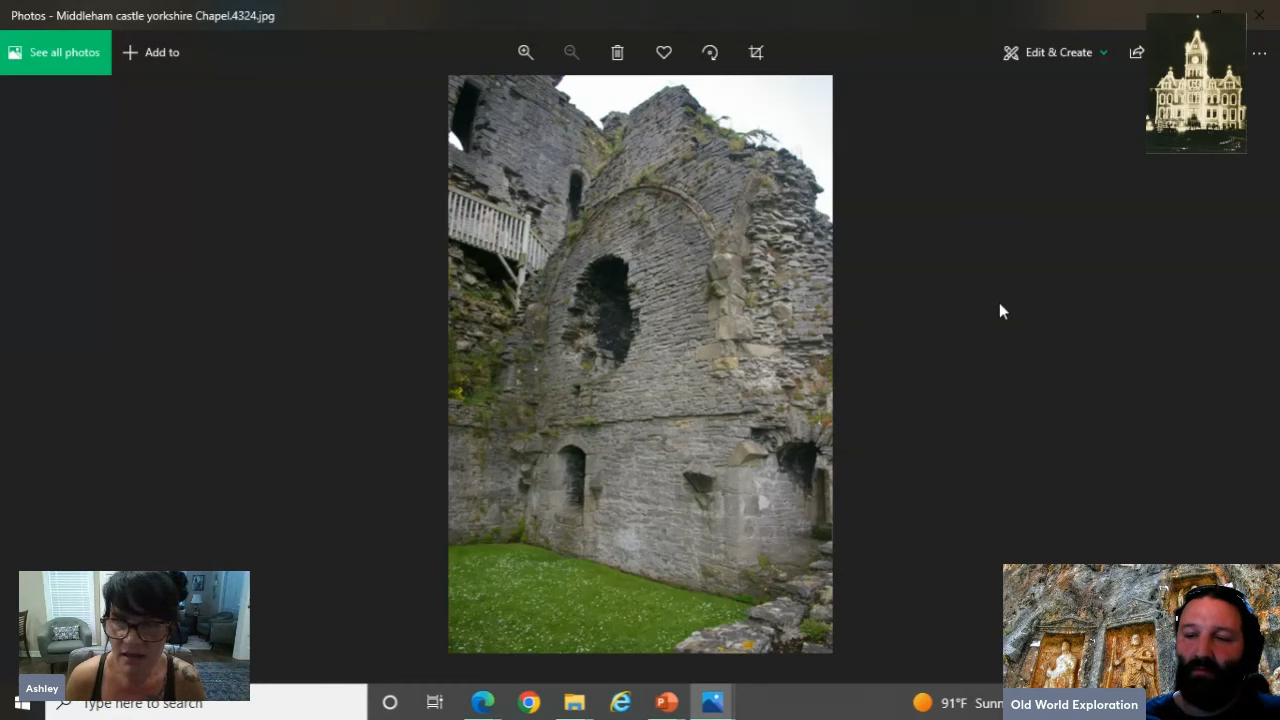 Photos - Middleham castle yorkshire Chapel.4324.jpg
See all photos
Add to
Edit & Create
Ashley
Type here to search
91°F Sunn
Old World Exploration